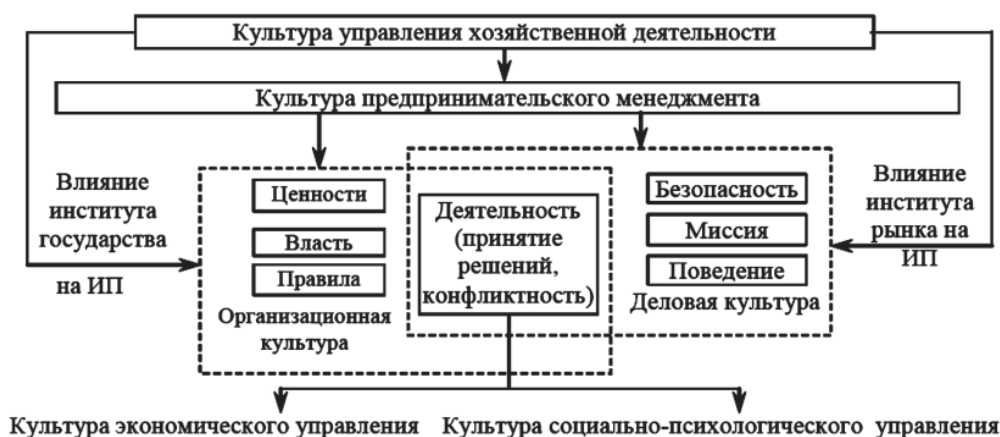 Культура управления хозяйственной деятельности
Культура предпринимательского менеджмента
Влияние
института
государства
на ИП
Ценности
Власть
Правила
Организационная
культура
Деятельность
(принятие
решений,
конфликтность)
Безопасность
Миссия
Поведение
Деловая культура
Влияние
института
рынка на
ИП
Культура экономического управления
Культура социально-психологического управления